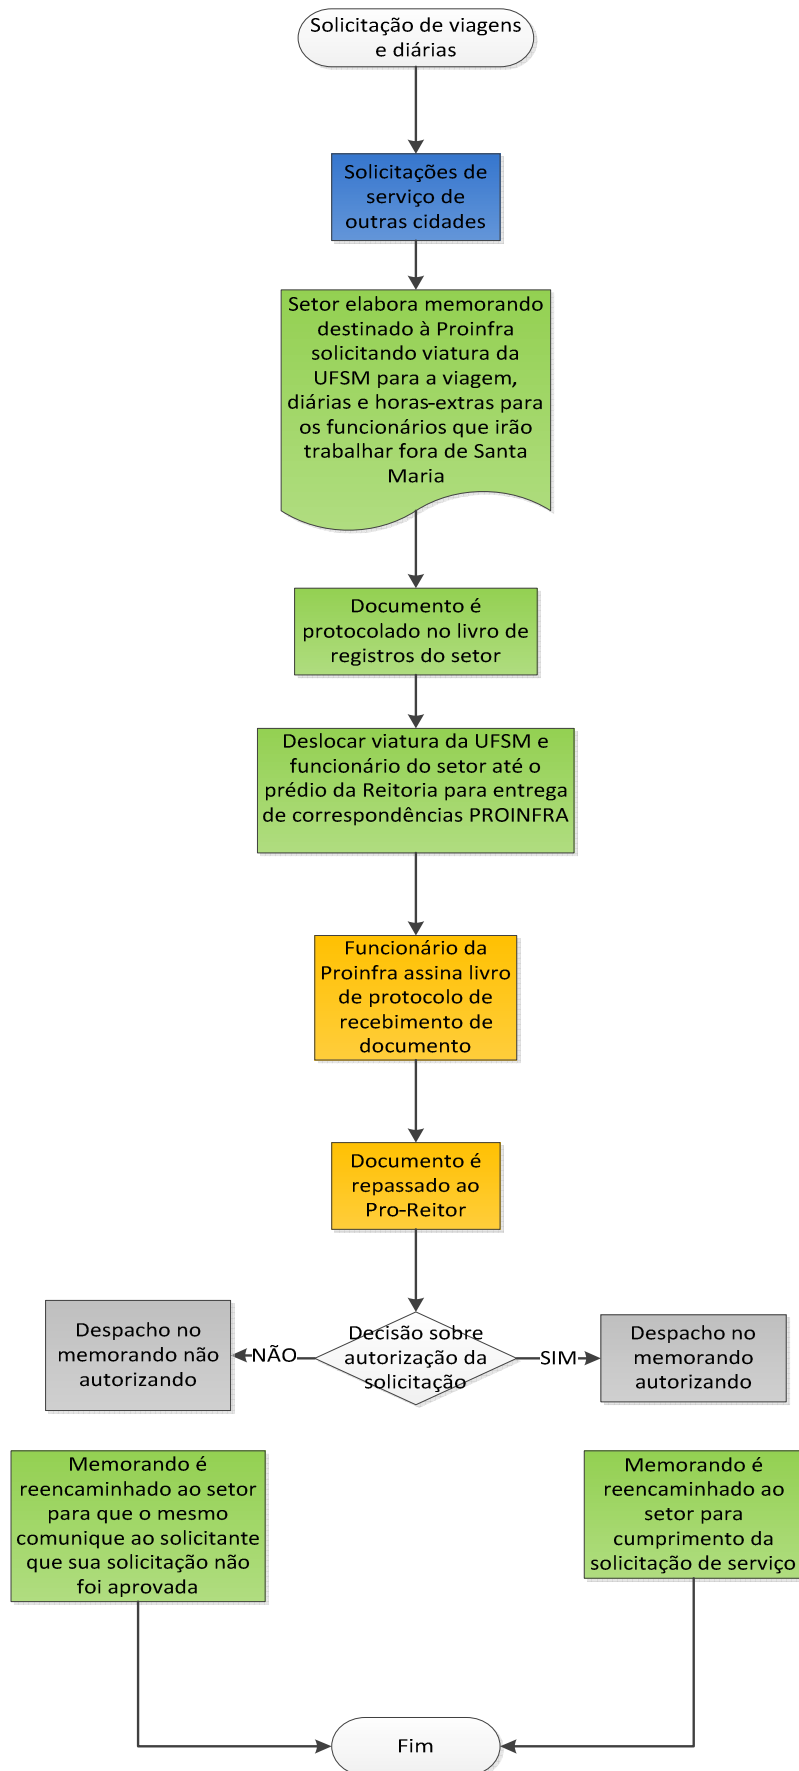 Solicitação de viagens
e diárias
Solicitações de
serviço de
outras cidades
Setor elabora memorando
destinado à Proinfra
solicitando viatura da
UFSM para a viagem,
diárias e horas-extras para
os funcionários que irão
trabalhar fora de Santa
Maria
Documento é
protocolado no livro de
registros do setor
Deslocar viatura da UFSM e
funcionário do setor até o
prédio da Reitoria para entrega
de correspondências PROINFRA
Funcionário da
Proinfra assina livro
de protocolo de
recebimento de
documento
Documento é
repassado ao
Pro-Reitor
Despacho no
memorando não
autorizando
NÃO
Decisão sobre
autorização da
solicitação
SIM
Despacho no
memorando
autorizando
Memorando é
reencaminhado ao setor
para que o mesmo
comunique ao solicitante
que sua solicitação não
foi aprovada
Memorando é
reencaminhado ao
setor para
cumprimento da
solicitação de serviço
Fim